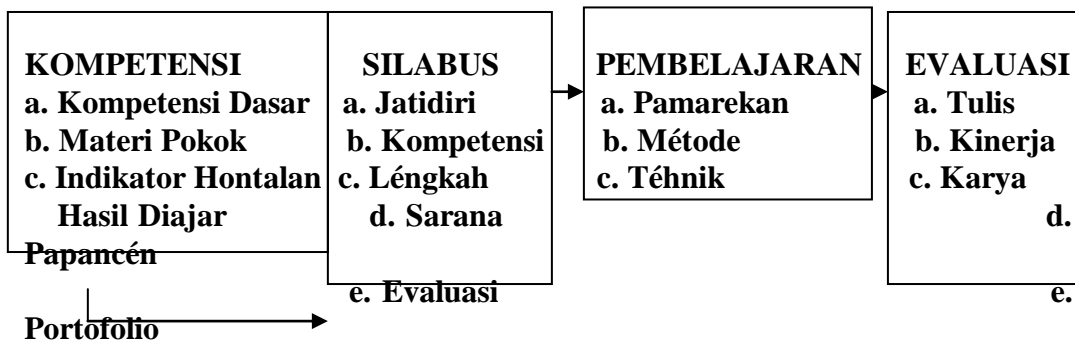 KOMPETENSI
a. Kompetensi Dasar
b. Materi Pokok
c. Indikator Hontalan
Hasil Diajar
Papancén
Portofolio
SILABUS
a. Jatidiri
b. Kompetensi
c. Léngkah
d. Sarana
e. Evaluasi
PEMBELAJARAN
a. Pamarekan
b. Métode
c. Téhnik
EVALUASI
a. Tulis
b. Kinerja
c. Karya
d.
e.